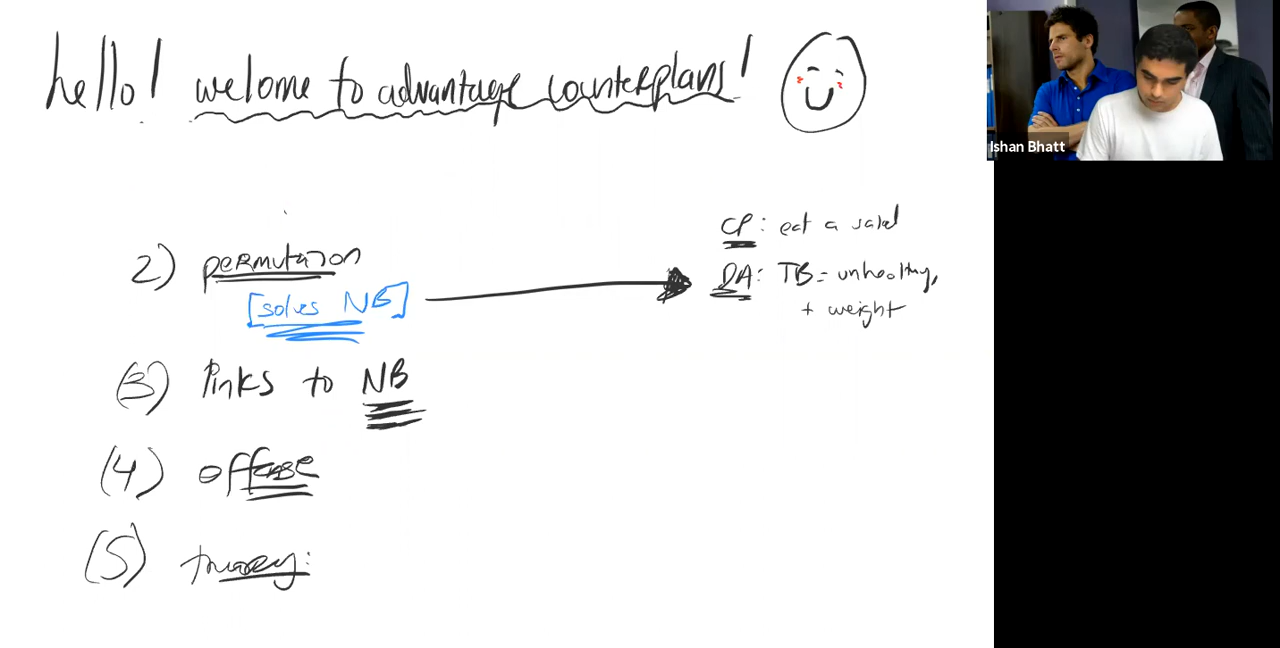 hello! welome to advantage counterplans!
Ishan Bhatt
CP: eat a salad
2) permutation
[solves NB]
DA: TB = unhealthy,
+ weight
(3) links to NB
(4) offense
(5) theory: